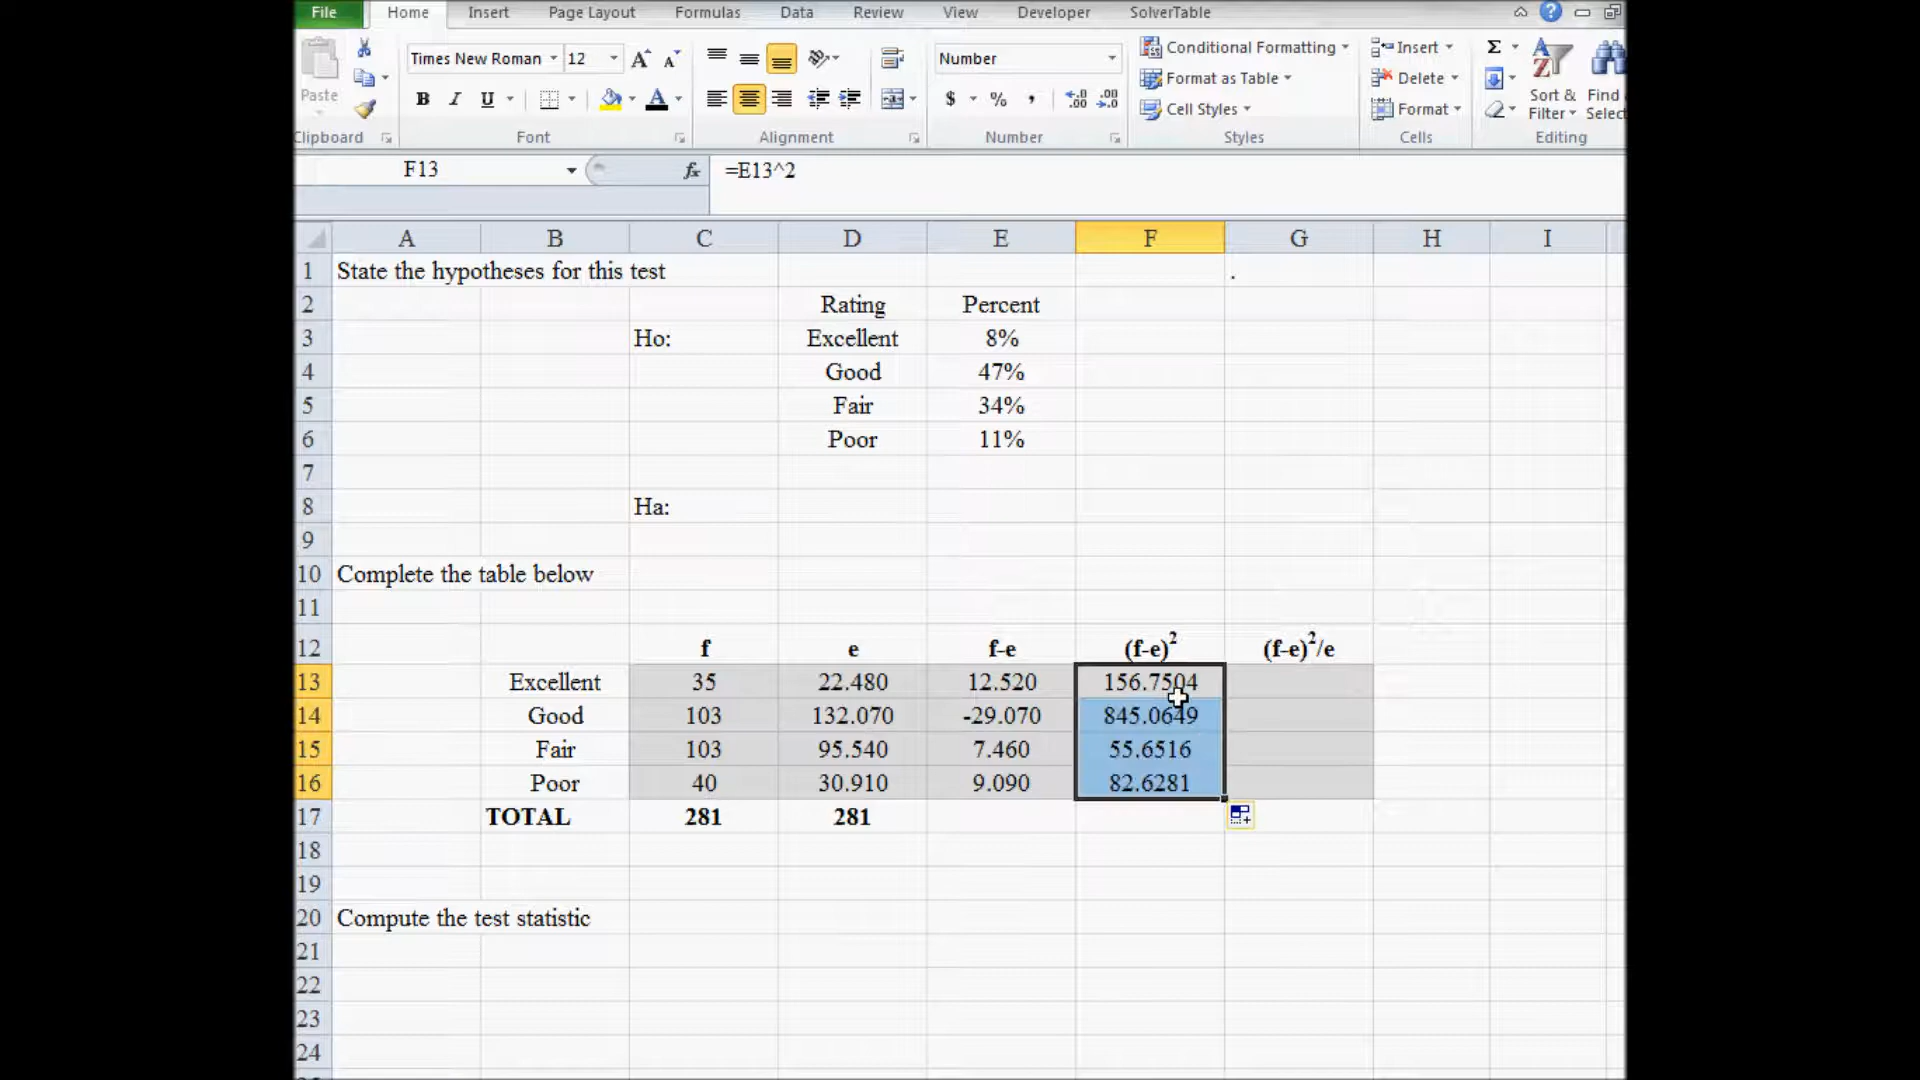 File Home Insert Page Layout Formulas Data Review View Developer SolverTable
Times New Roman 12 Number Conditional Formatting Insert Σ
Paste Format as Table Delete Sort & Filter Find
B I U A $ % , Cell Styles Format
Clipboard Font Alignment Number Styles Cells Editing
F13 fx =E13^2
A B C D E F G H I
1 State the hypotheses for this test .
2 Rating Percent
3 Ho: Excellent 8%
4 Good 47%
5 Fair 34%
6 Poor 11%
7
8 Ha:
9
10 Complete the table below
11
12 f e f-e (f-e)² (f-e)²/e
13 Excellent 35 22.480 12.520 156.7504
14 Good 103 132.070 -29.070 845.0649
15 Fair 103 95.540 7.460 55.6516
16 Poor 40 30.910 9.090 82.6281
17 TOTAL 281 281
18
19
20 Compute the test statistic
21
22
23
24